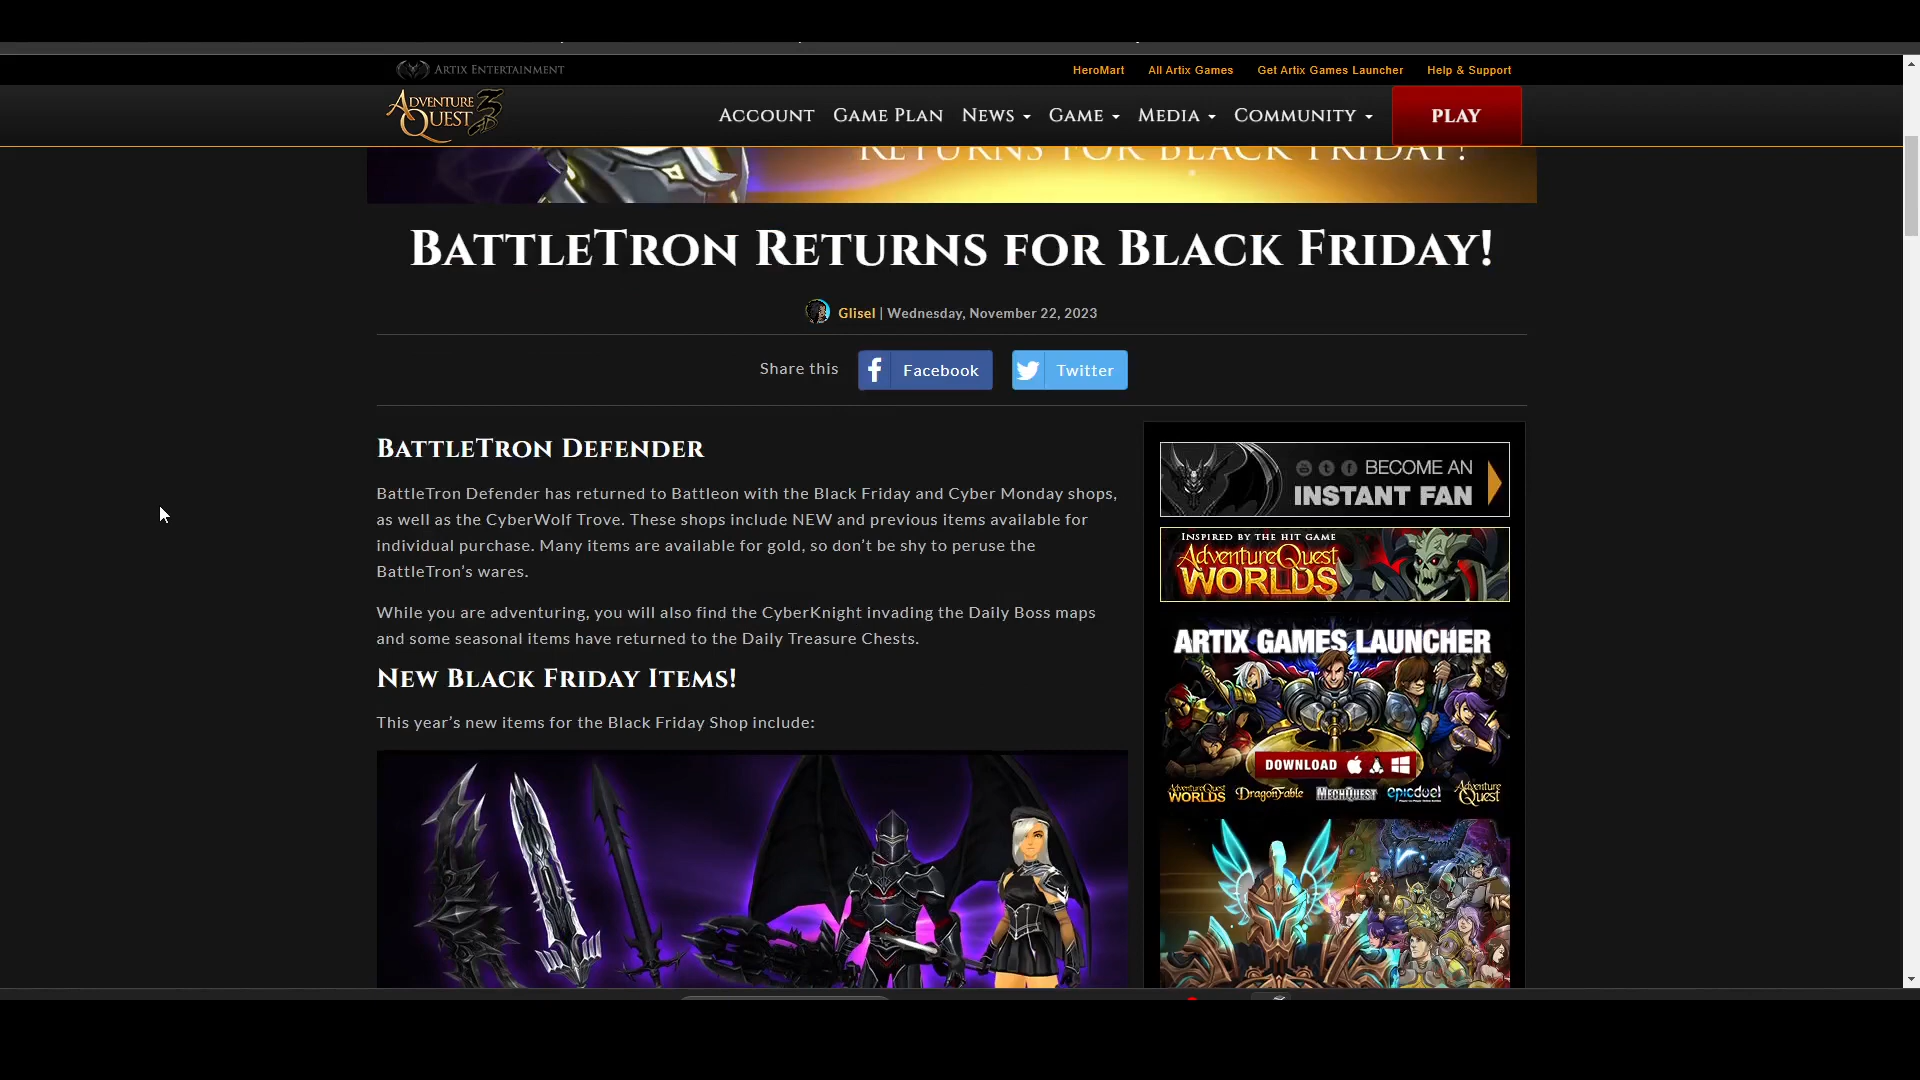 ARTIX ENTERTAINMENT
HeroMart All Artix Games Get Artix Games Launcher Help & Support
ADVENTURE QUEST 3D
ACCOUNT GAME PLAN NEWS GAME MEDIA COMMUNITY PLAY
RETURNS FOR BLACK FRIDAY!
BATTLETRON RETURNS FOR BLACK FRIDAY!
Glisel | Wednesday, November 22, 2023
Share this Facebook Twitter
BATTLETRON DEFENDER
BattleTron Defender has returned to Battleon with the Black Friday and Cyber Monday shops,
as well as the CyberWolf Trove. These shops include NEW and previous items available for
individual purchase. Many items are available for gold, so don’t be shy to peruse the
BattleTron’s wares.
While you are adventuring, you will also find the CyberKnight invading the Daily Boss maps
and some seasonal items have returned to the Daily Treasure Chests.
NEW BLACK FRIDAY ITEMS!
This year’s new items for the Black Friday Shop include:
BECOME AN
INSTANT FAN
INSPIRED BY THE HIT GAME
AdventureQuest
WORLDS
ARTIX GAMES LAUNCHER
DOWNLOAD
AdventureQuest WORLDS DragonFable MECHQUEST epicduel AdventureQuest